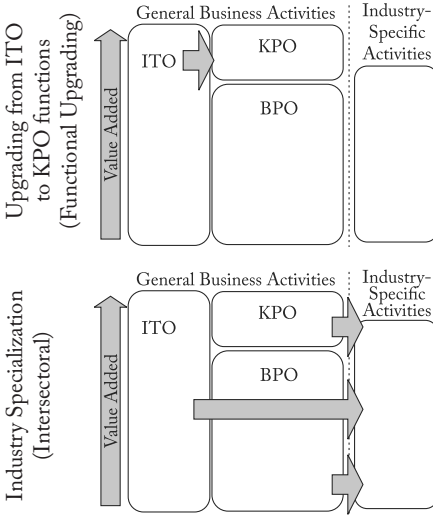 Upgrading from ITO
to KPO functions
(Functional Upgrading)
General Business Activities
Industry-
Specific
Activities
Value Added
ITO
KPO
BPO
Industry Specialization
(Intersectoral)
General Business Activities
Industry-
Specific
Activities
Value Added
ITO
KPO
BPO